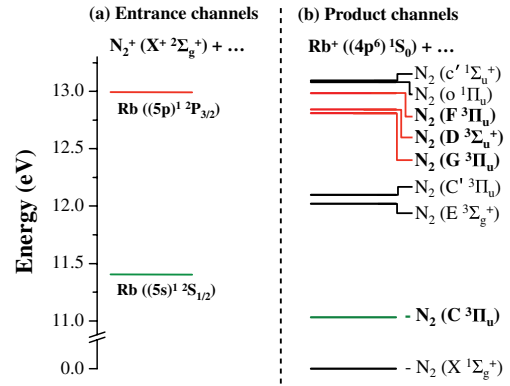 (a) Entrance channels
N₂⁺ (X⁺ ²Σg⁺) + ...
Energy (eV)
13.0
12.5
12.0
11.5
11.0
0.0
Rb ((5p)¹ ²P₃/₂)
Rb ((5s)¹ ²S₁/₂)
(b) Product channels
Rb⁺ ((4p⁶) ¹S₀) + ...
N₂ (c′ ¹Σᵤ⁺)
N₂ (o ¹Πᵤ)
N₂ (F ³Πᵤ)
N₂ (D ³Σᵤ⁺)
N₂ (G ³Πᵤ)
N₂ (C' ³Πᵤ)
N₂ (E ³Σg⁺)
N₂ (C ³Πᵤ)
N₂ (X ¹Σg⁺)